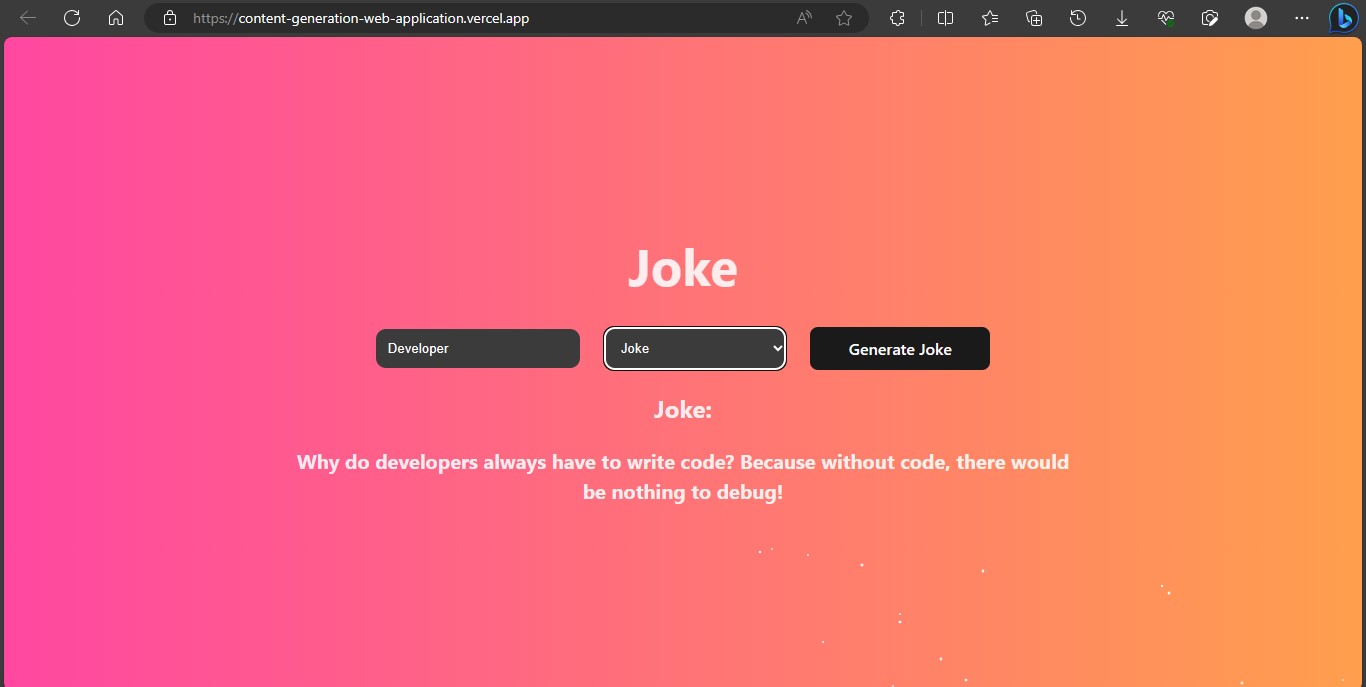 https://content-generation-web-application.vercel.app
Joke
Developer
Joke
Generate Joke
Joke:
Why do developers always have to write code? Because without code, there would
be nothing to debug!